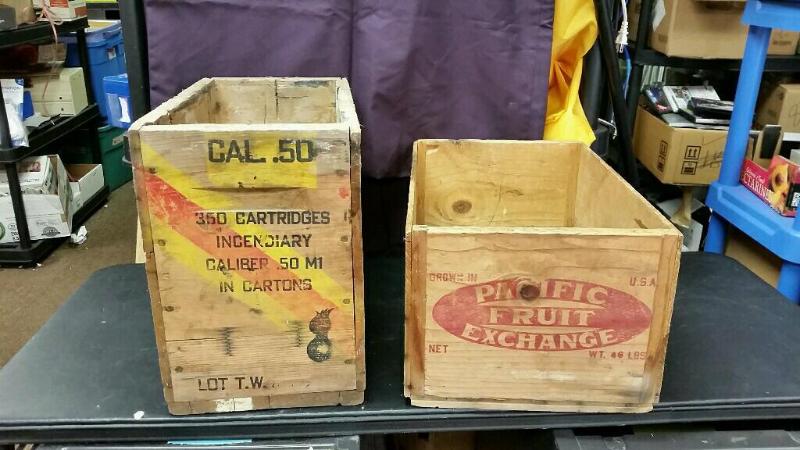 CAL. .50
350 CARTRIDGES
INCENDIARY
CALIBER .50 M1
IN CARTONS
LOT T.W.
GROWN IN U.S.A.
PACIFIC
FRUIT
EXCHANGE
NET WT. 46 LBS.